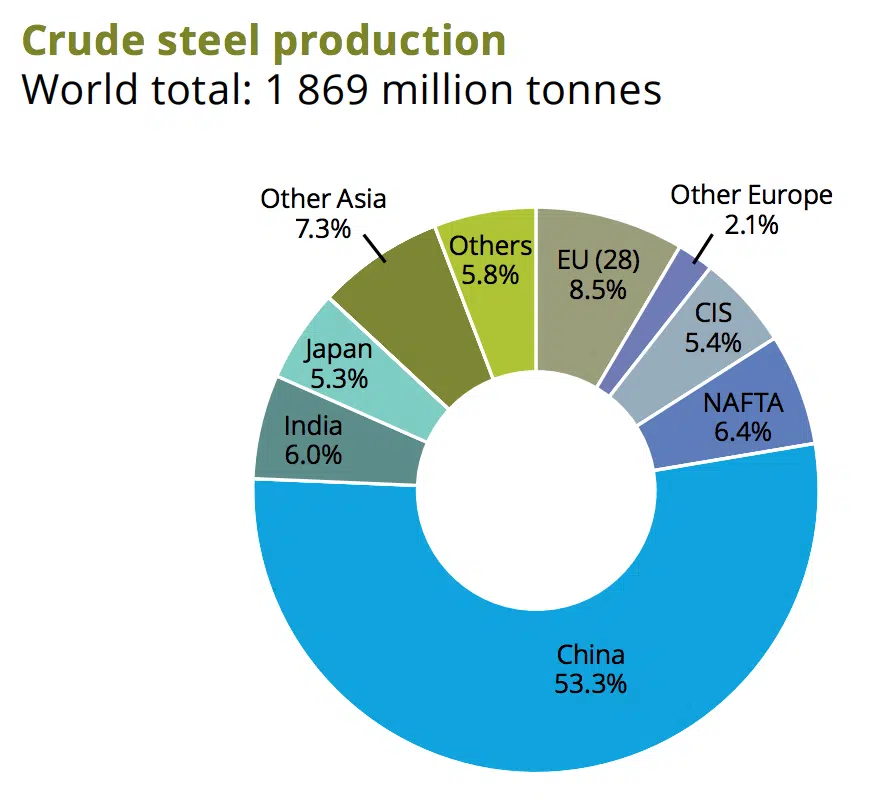 Crude steel production
World total: 1 869 million tonnes
Other Asia
7.3%
Others
5.8%
EU (28)
8.5%
Other Europe
2.1%
CIS
5.4%
NAFTA
6.4%
Japan
5.3%
India
6.0%
China
53.3%